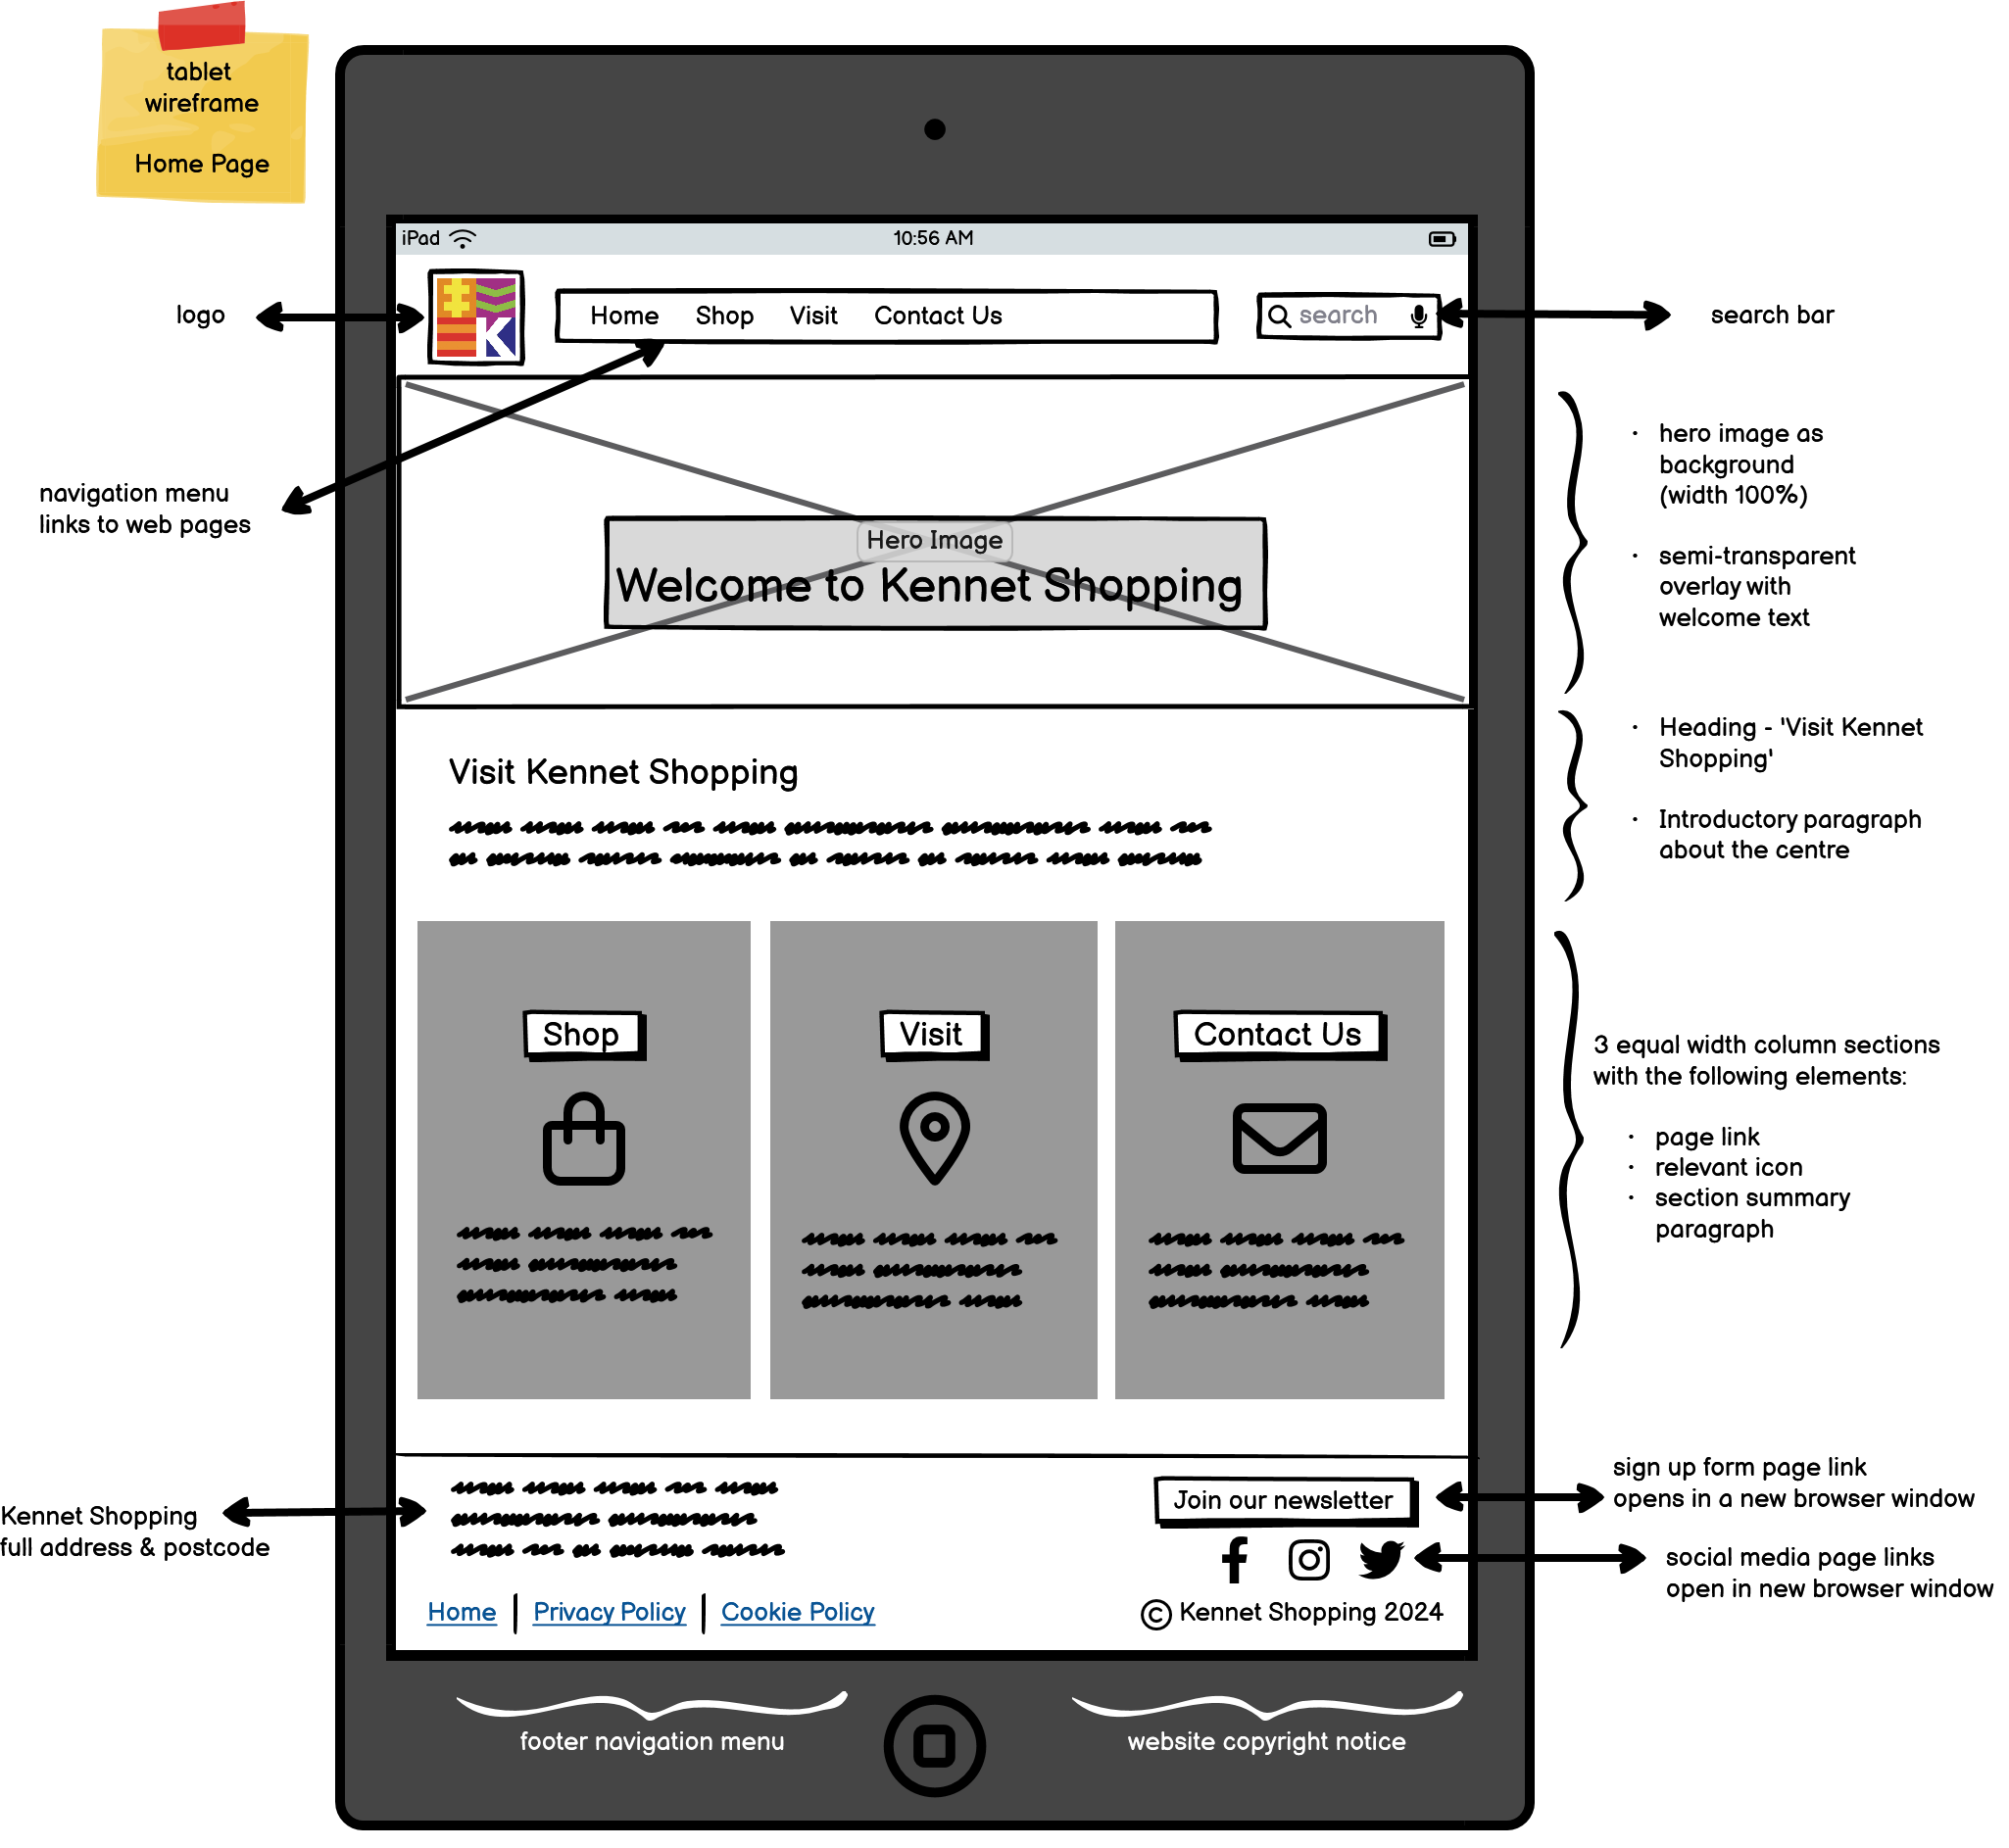 tablet
wireframe
Home Page
iPad
10:56 AM
logo
K
Home Shop Visit Contact Us
search
search bar
navigation menu
links to web pages
Hero Image
Welcome to Kennet Shopping
· hero image as
background
(width 100%)
· semi-transparent
overlay with
welcome text
Visit Kennet Shopping
· Heading - 'Visit Kennet
Shopping'
· Introductory paragraph
about the centre
Shop
Visit
Contact Us
3 equal width column sections
with the following elements:
· page link
· relevant icon
· section summary
paragraph
Kennet Shopping
full address & postcode
Join our newsletter
sign up form page link
opens in a new browser window
social media page links
open in new browser window
Home | Privacy Policy | Cookie Policy
© Kennet Shopping 2024
footer navigation menu
website copyright notice